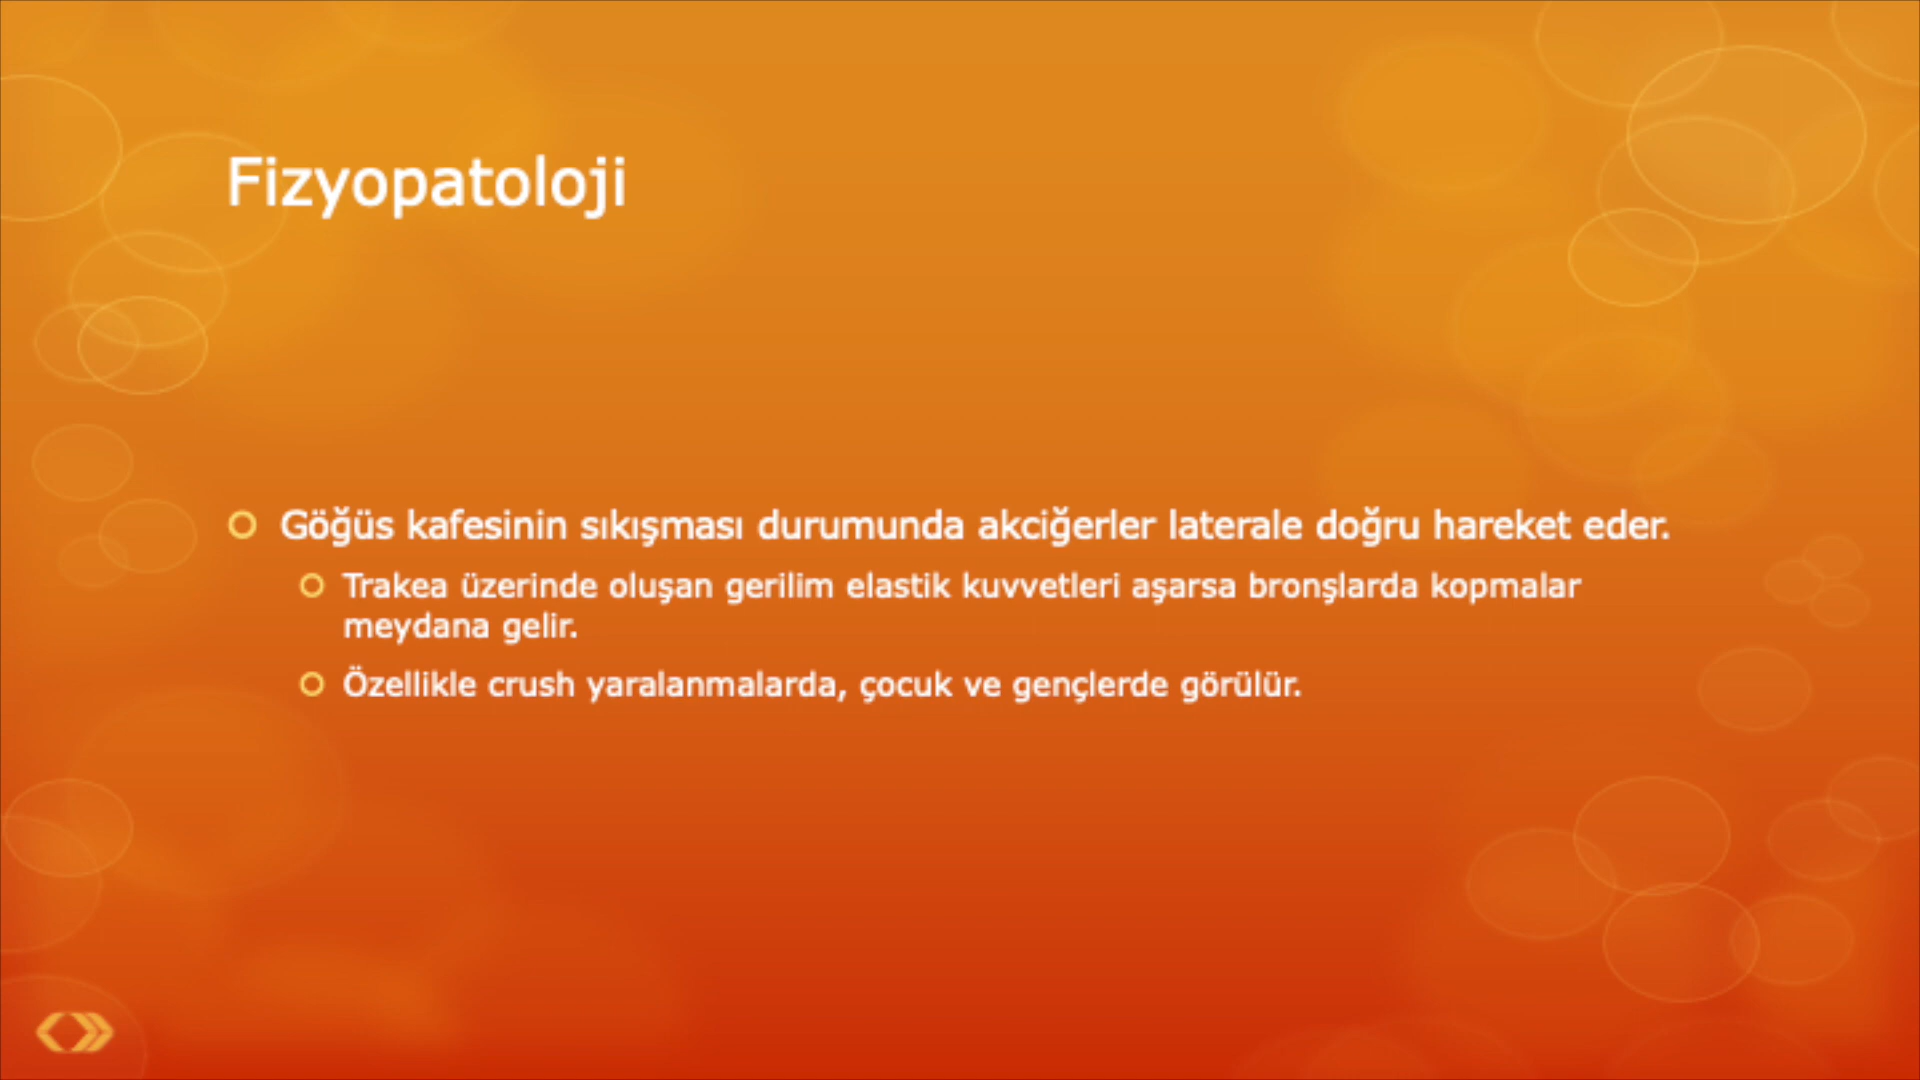 Fizyopatoloji
Göğüs kafesinin sıkışması durumunda akciğerler laterale doğru hareket eder.
Trakea üzerinde oluşan gerilim elastik kuvvetleri aşarsa bronşlarda kopmalar
meydana gelir.
Özellikle crush yaralanmalarda, çocuk ve gençlerde görülür.